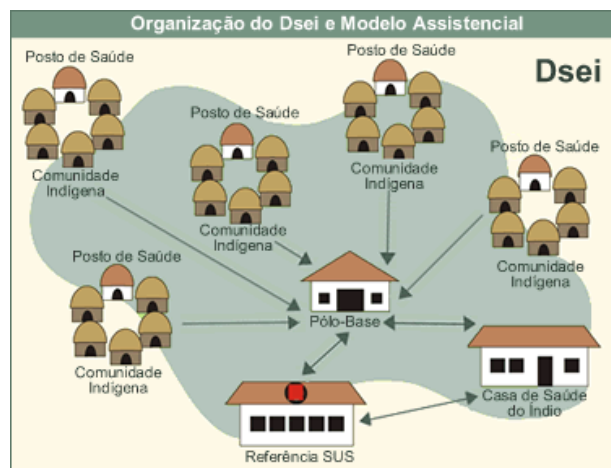 Organização do Dsei e Modelo Assistencial
Dsei
Posto de Saúde
Comunidade
Indígena
Posto de Saúde
Comunidade
Indígena
Posto de Saúde
Comunidade
Indígena
Posto de Saúde
Comunidade
Indígena
Posto de Saúde
Comunidade
Indígena
Pólo-Base
Casa de Saúde
do Índio
Referência SUS